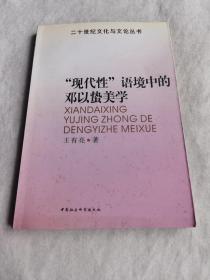 二十世纪文化与文论丛书
“现代性”语境中的
邓以蛰美学
XIANDAIXING
YUJING ZHONG DE
DENGYIZHE MEIXUE
王有亮 著
中国社会科学出版社